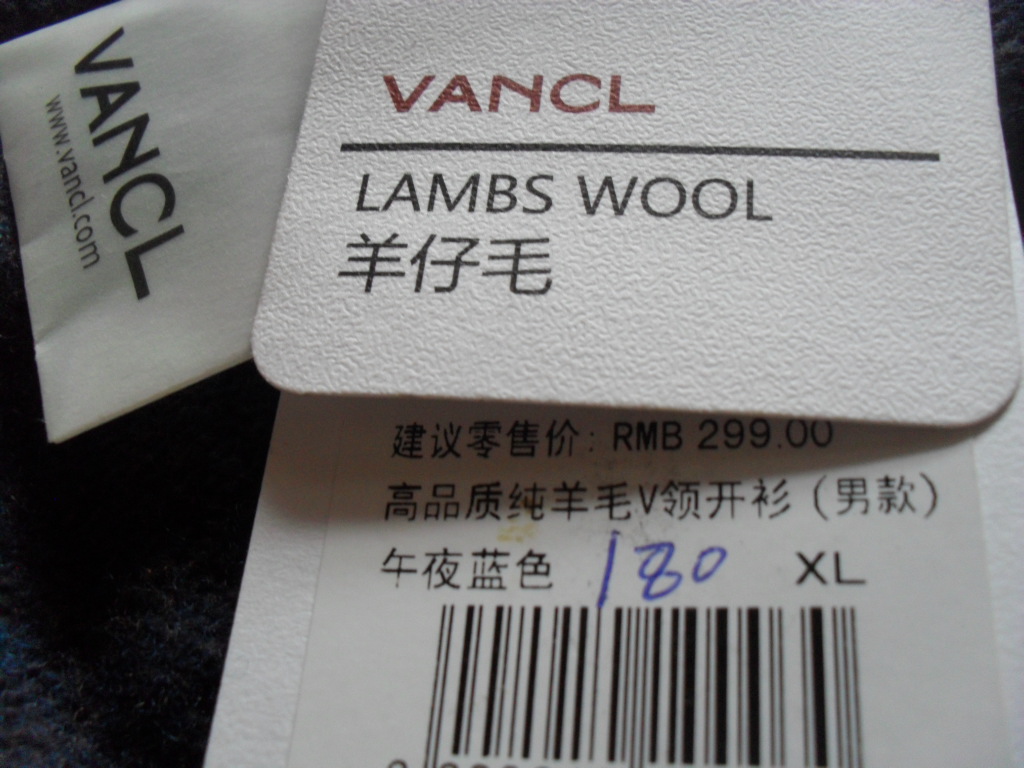 VANCL
www.vancl.com
VANCL
LAMBS WOOL
羊仔毛
建议零售价: RMB 299.00
高品质纯羊毛V领开衫（男款）
午夜蓝色 180 XL